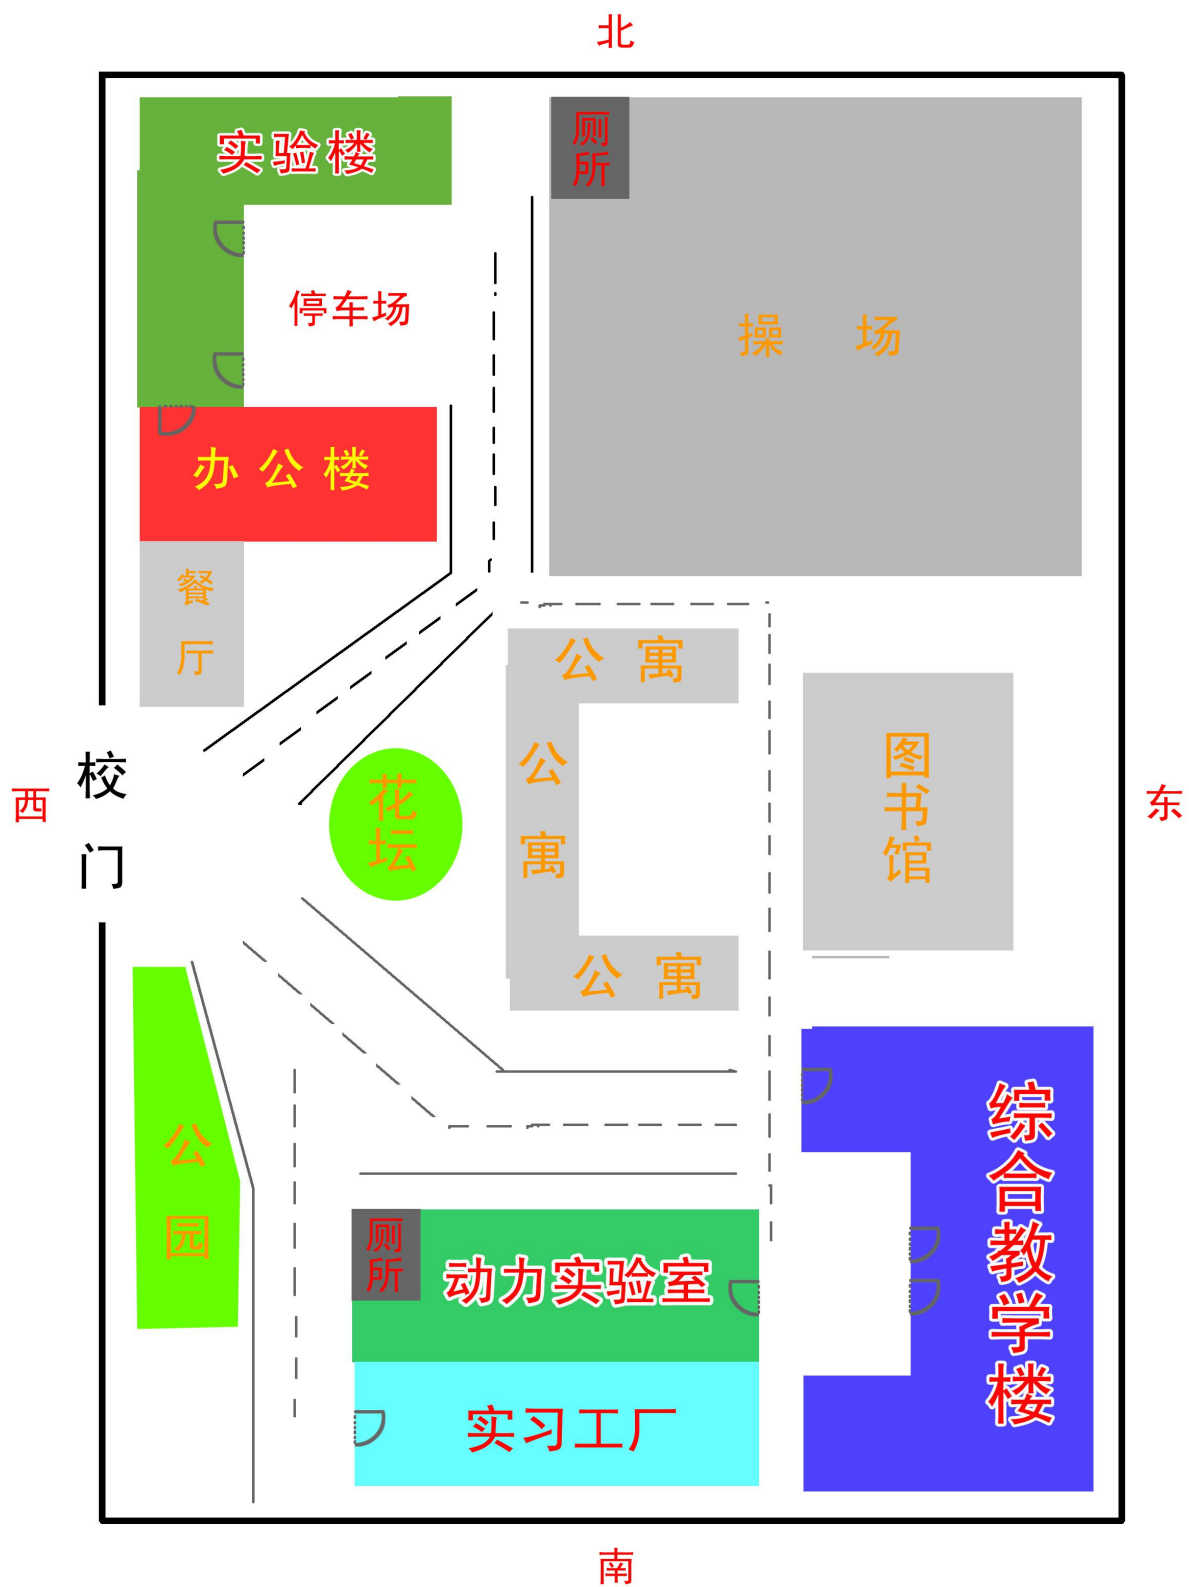 北
实验楼
厕所
停车场
操场
办公楼
餐厅
公寓
校门
西
花坛
公寓
图书馆
东
公寓
公园
综合教学楼
厕所
动力实验室
实习工厂
南